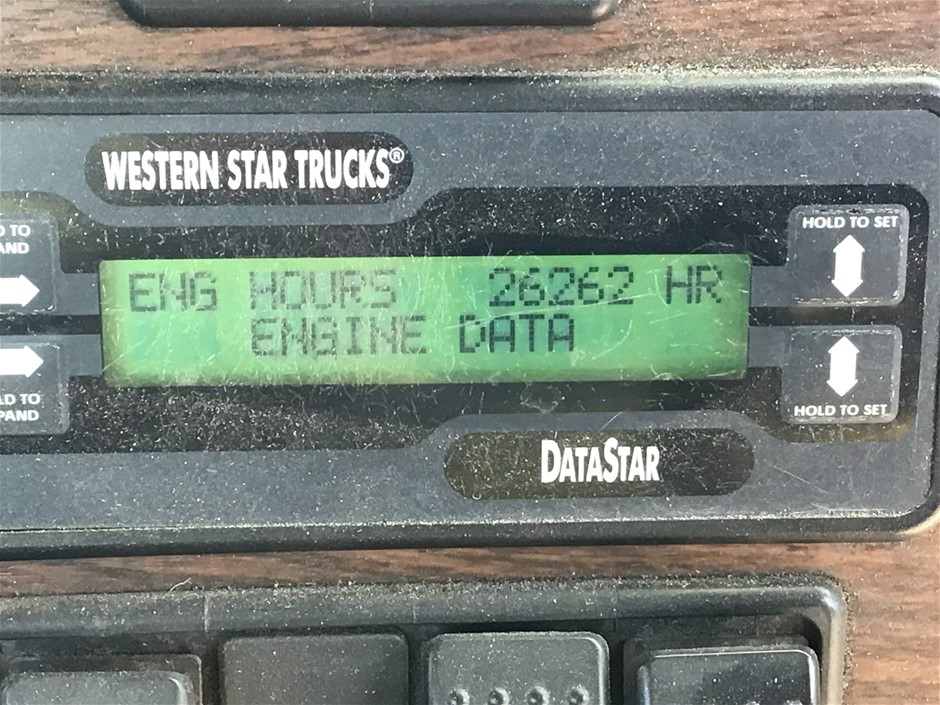 WESTERN STAR TRUCKS®
HOLD TO SET
ENG HOURS 26262 HR
ENGINE DATA
HOLD TO SET
DATASTAR